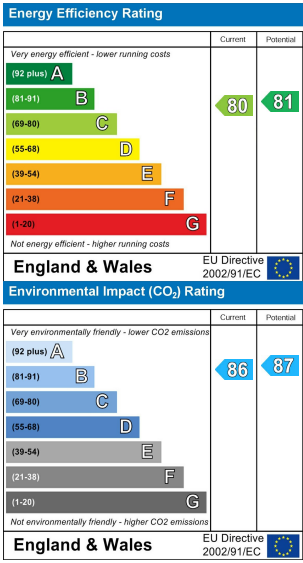 Energy Efficiency Rating
Current Potential
Very energy efficient - lower running costs
(92 plus) A
(81-91) B
(69-80) C
(55-68) D
(39-54) E
(21-38) F
(1-20) G
80
81
Not energy efficient - higher running costs
England & Wales
EU Directive
2002/91/EC
Environmental Impact (CO₂) Rating
Current Potential
Very environmentally friendly - lower CO2 emissions
(92 plus) A
(81-91) B
(69-80) C
(55-68) D
(39-54) E
(21-38) F
(1-20) G
86
87
Not environmentally friendly - higher CO2 emissions
England & Wales
EU Directive
2002/91/EC